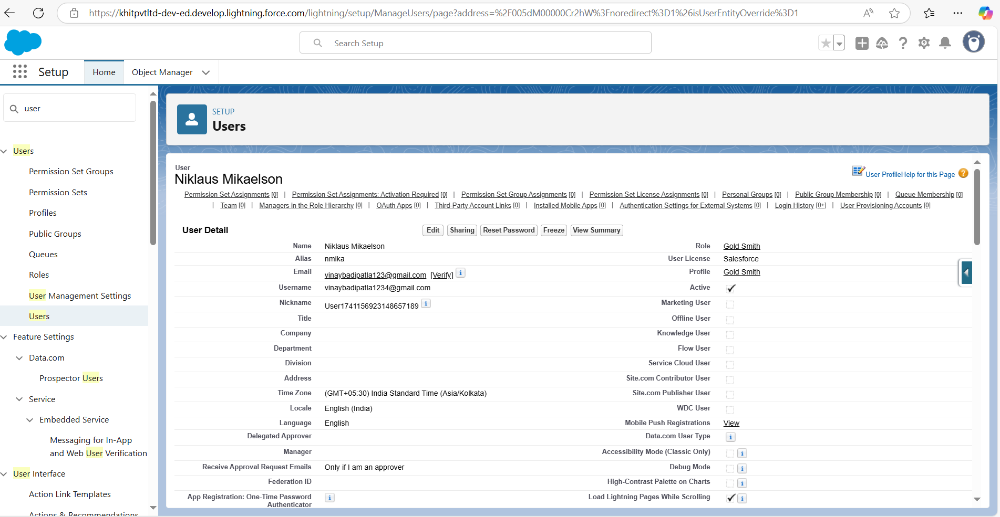 https://khitpvtltd-dev-ed.develop.lightning.force.com/lightning/setup/ManageUsers/page?address=%2F005dM00000Cr2hW%3Fnoredirect%3D1%26isUserEntityOverride%3D1
Search Setup
Setup
Home
Object Manager
user
Users
Permission Set Groups
Permission Sets
Profiles
Public Groups
Queues
Roles
User Management Settings
Users
Feature Settings
Data.com
Prospector Users
Service
Embedded Service
Messaging for In-App
and Web User Verification
User Interface
Action Link Templates
Actions & Recommendations
SETUP
Users
User
Niklaus Mikaelson
User Profile Help for this Page ?
Permission Set Assignments [0] | Permission Set Assignments: Activation Required [0] | Permission Set Group Assignments [0] | Permission Set License Assignments [0] | Personal Groups [0] | Public Group Membership [0] | Queue Membership [0]
| Team [0] | Managers in the Role Hierarchy [0] | OAuth Apps [0] | Third-Party Account Links [0] | Installed Mobile Apps [0] | Authentication Settings for External Systems [0] | Login History [0+] | User Provisioning Accounts [0]
User Detail
Edit Sharing Reset Password Freeze View Summary
Name Niklaus Mikaelson Role Gold Smith
Alias nmika User License Salesforce
Email vinaybadipatla123@gmail.com [Verify] i Profile Gold Smith
Username vinaybadipatla1234@gmail.com Active
Nickname User1741156923148657189 i Marketing User
Title Offline User
Company Knowledge User
Department Flow User
Division Service Cloud User
Address Site.com Contributor User
Time Zone (GMT+05:30) India Standard Time (Asia/Kolkata) Site.com Publisher User
Locale English (India) WDC User
Language English Mobile Push Registrations View
Delegated Approver Data.com User Type i
Manager Accessibility Mode (Classic Only) i
Receive Approval Request Emails Only if I am an approver Debug Mode i
Federation ID High-Contrast Palette on Charts i
App Registration: One-Time Password i Load Lightning Pages While Scrolling i
Authenticator